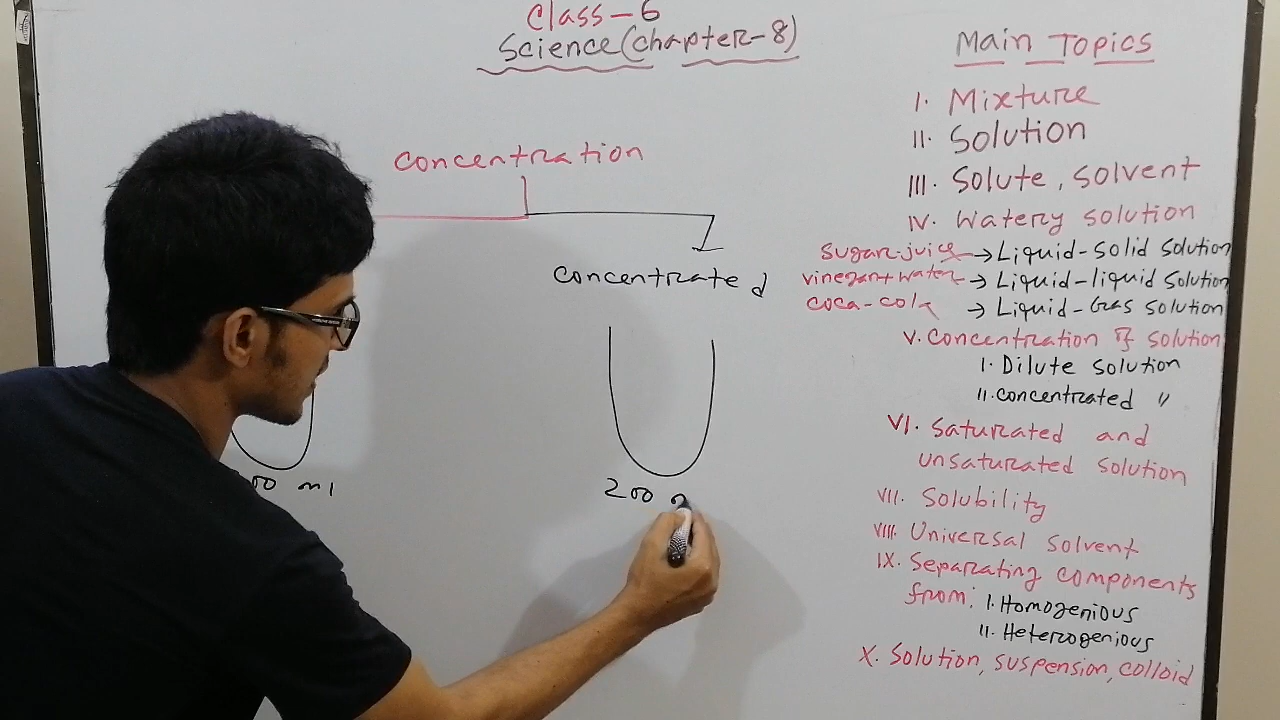 Class-6
Science (chapter-8)
concentration
concentrated
00 ml
200 m
Main Topics
I. Mixture
II. Solution
III. Solute, solvent
IV. Watery solution
sugar-juice → Liquid-solid solution
vinegar+water → Liquid-liquid solution
coca-cola → Liquid-Gas solution
V. Concentration of solution
I. Dilute solution
II. concentrated "
VI. Saturated and
unsaturated solution
VII. Solubility
VIII. Universal solvent
IX. Separating components
from; I. Homogenious
II. Heterogenious
X. Solution, suspension, colloid